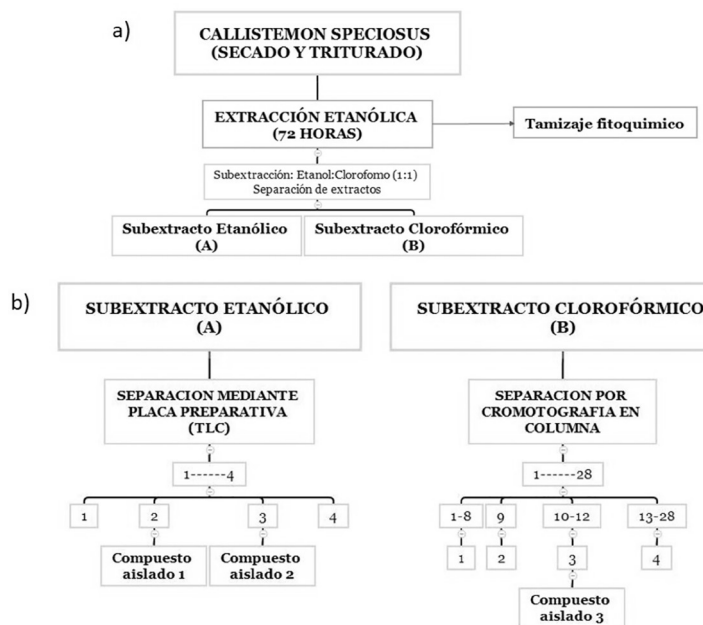 a)
CALLISTEMON SPECIOSUS
(SECADO Y TRITURADO)
EXTRACCIÓN ETANÓLICA
(72 HORAS)
Tamizaje fitoquimico
Subextracción: Etanol:Clorofomo (1:1)
Separación de extractos
Subextracto Etanólico
(A)
Subextracto Clorofórmico
(B)
b)
SUBEXTRACTO ETANÓLICO
(A)
SEPARACION MEDIANTE
PLACA PREPARATIVA
(TLC)
1------4
1
2
3
4
Compuesto
aislado 1
Compuesto
aislado 2
SUBEXTRACTO CLOROFÓRMICO
(B)
SEPARACION POR
CROMOTOGRAFIA EN
COLUMNA
1------28
1-8
9
10-12
13-28
1
2
3
4
Compuesto
aislado 3